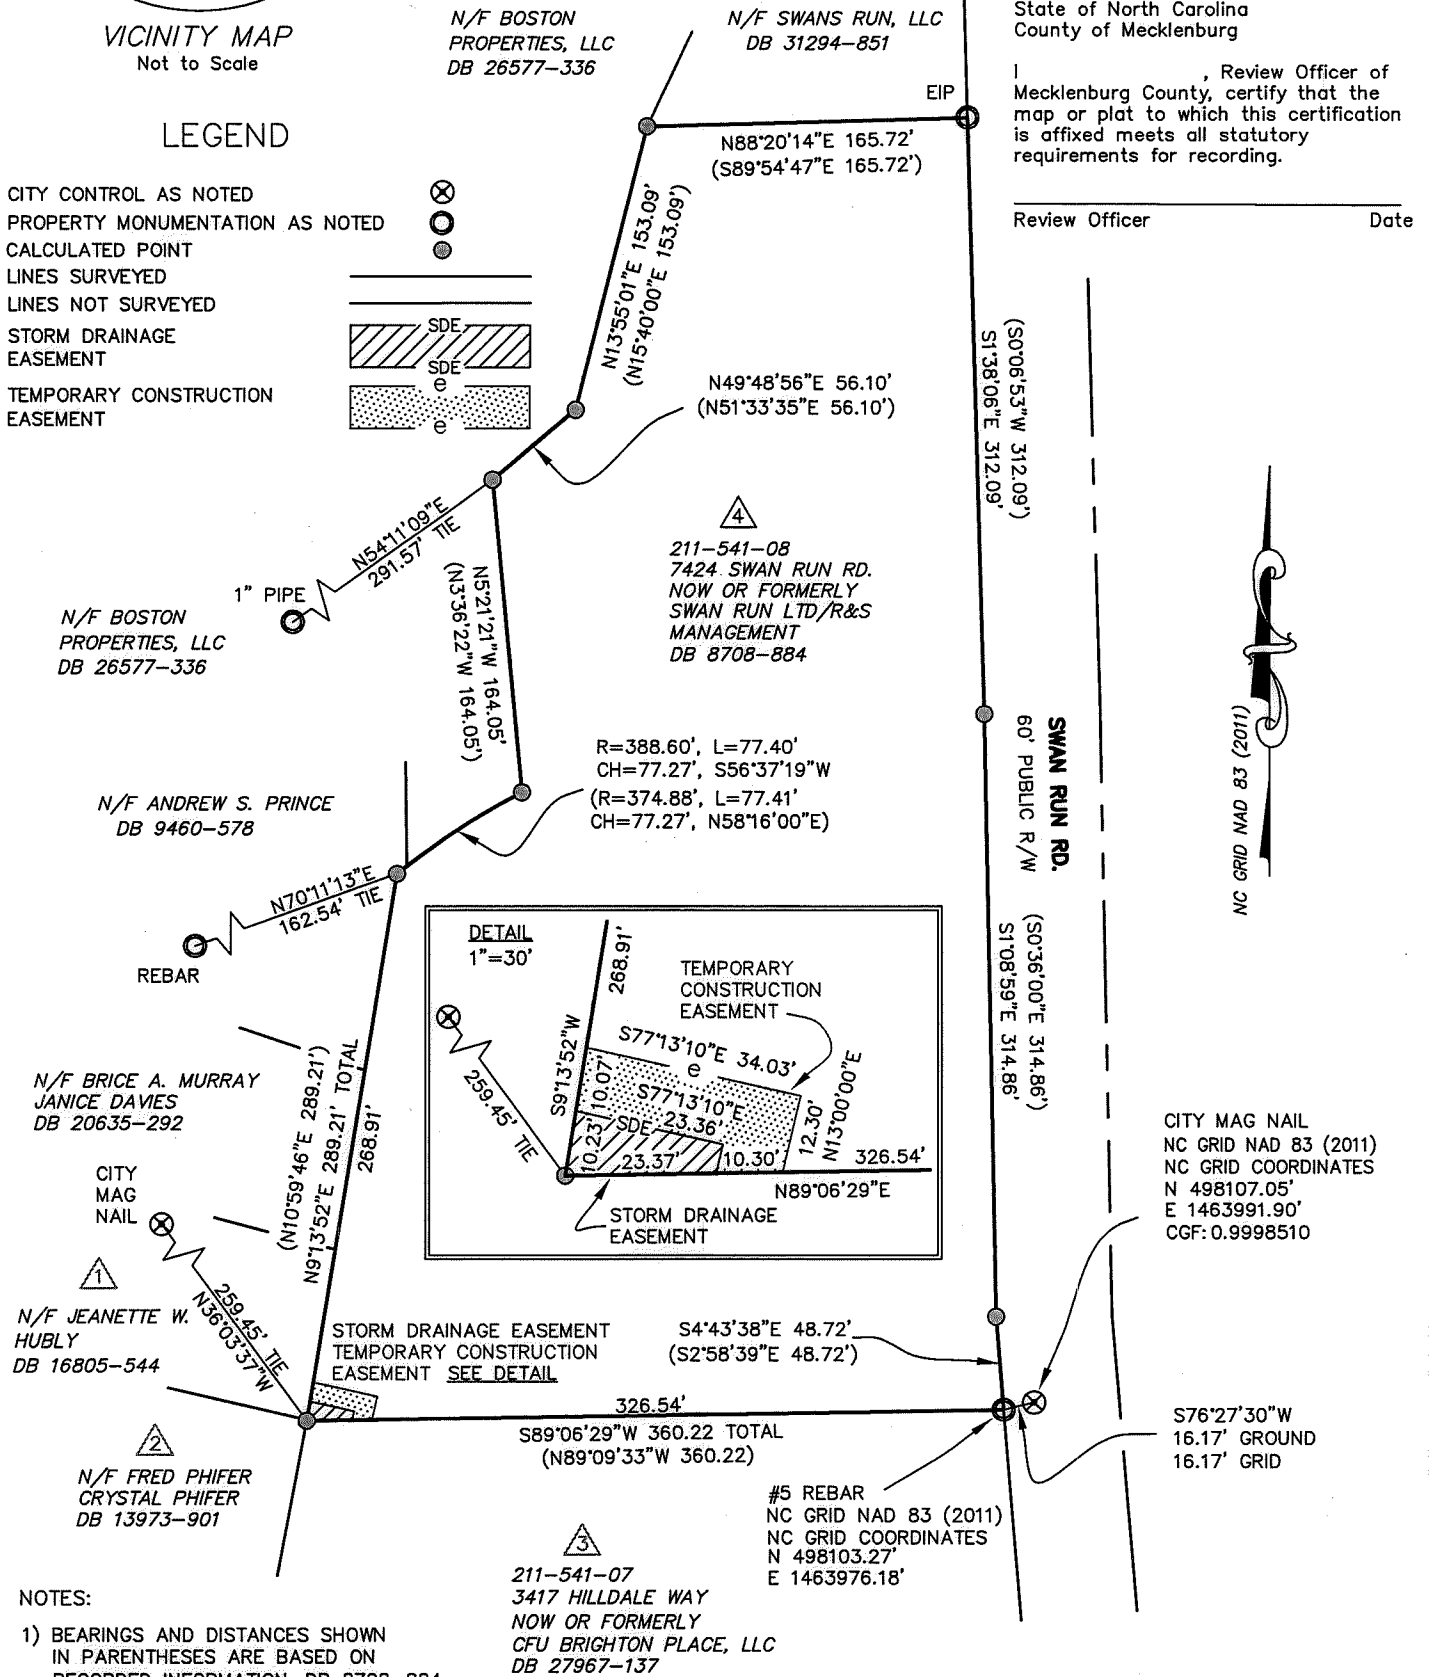 VICINITY MAP
Not to Scale
N/F BOSTON
PROPERTIES, LLC
DB 26577-336
N/F SWANS RUN, LLC
DB 31294-851
State of North Carolina
County of Mecklenburg
I , Review Officer of
Mecklenburg County, certify that the
map or plat to which this certification
is affixed meets all statutory
requirements for recording.
Review Officer Date
LEGEND
CITY CONTROL AS NOTED
PROPERTY MONUMENTATION AS NOTED
CALCULATED POINT
LINES SURVEYED
LINES NOT SURVEYED
STORM DRAINAGE
EASEMENT
SDE
SDE
TEMPORARY CONSTRUCTION
EASEMENT
e
e
EIP
N88°20'14"E 165.72'
(S89°54'47"E 165.72')
N13°55'01"E 153.09'
(N15°40'00"E 153.09')
N49°48'56"E 56.10'
(N51°33'35"E 56.10')
(S0°06'53"W 312.09')
S1°38'06"E 312.09'
N54°11'09"E
291.57' TIE
1" PIPE
N/F BOSTON
PROPERTIES, LLC
DB 26577-336
N5°21'21"W 164.05'
(N3°36'22"W 164.05')
4
211-541-08
7424 SWAN RUN RD.
NOW OR FORMERLY
SWAN RUN LTD/R&S
MANAGEMENT
DB 8708-884
SWAN RUN RD.
60' PUBLIC R/W
NC GRID NAD 83 (2011)
R=388.60', L=77.40'
CH=77.27', S56°37'19"W
(R=374.88', L=77.41'
CH=77.27', N58°16'00"E)
N/F ANDREW S. PRINCE
DB 9460-578
N70°11'13"E
162.54' TIE
REBAR
DETAIL
1"=30'
268.91'
S9°13'52"W
259.45' TIE
TEMPORARY
CONSTRUCTION
EASEMENT
S77°13'10"E 34.03'
e
10.07'
S77°13'10"E
23.36'
SDE
10.23'
23.37'
10.30'
12.30'
N13°00'00"E
326.54'
N89°06'29"E
STORM DRAINAGE
EASEMENT
(S0°36'00"E 314.86')
S1°08'59"E 314.86'
N/F BRICE A. MURRAY
JANICE DAVIES
DB 20635-292
(N10°59'46"E 289.21')
N9°13'52"E 289.21' TOTAL
268.91'
CITY
MAG
NAIL
1
N/F JEANETTE W.
HUBLY
DB 16805-544
259.45' TIE
N36°03'37"W
CITY MAG NAIL
NC GRID NAD 83 (2011)
NC GRID COORDINATES
N 498107.05'
E 1463991.90'
CGF: 0.9998510
STORM DRAINAGE EASEMENT
TEMPORARY CONSTRUCTION
EASEMENT SEE DETAIL
S4°43'38"E 48.72'
(S2°58'39"E 48.72')
326.54'
S89°06'29"W 360.22 TOTAL
(N89°09'33"W 360.22)
S76°27'30"W
16.17' GROUND
16.17' GRID
2
N/F FRED PHIFER
CRYSTAL PHIFER
DB 13973-901
#5 REBAR
NC GRID NAD 83 (2011)
NC GRID COORDINATES
N 498103.27'
E 1463976.18'
3
211-541-07
3417 HILLDALE WAY
NOW OR FORMERLY
CFU BRIGHTON PLACE, LLC
DB 27967-137
NOTES:
1) BEARINGS AND DISTANCES SHOWN
IN PARENTHESES ARE BASED ON